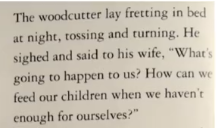 The woodcutter lay fretting in bed
at night, tossing and turning. He
sighed and said to his wife, “What’s
going to happen to us? How can we
feed our children when we haven’t
enough for ourselves?”